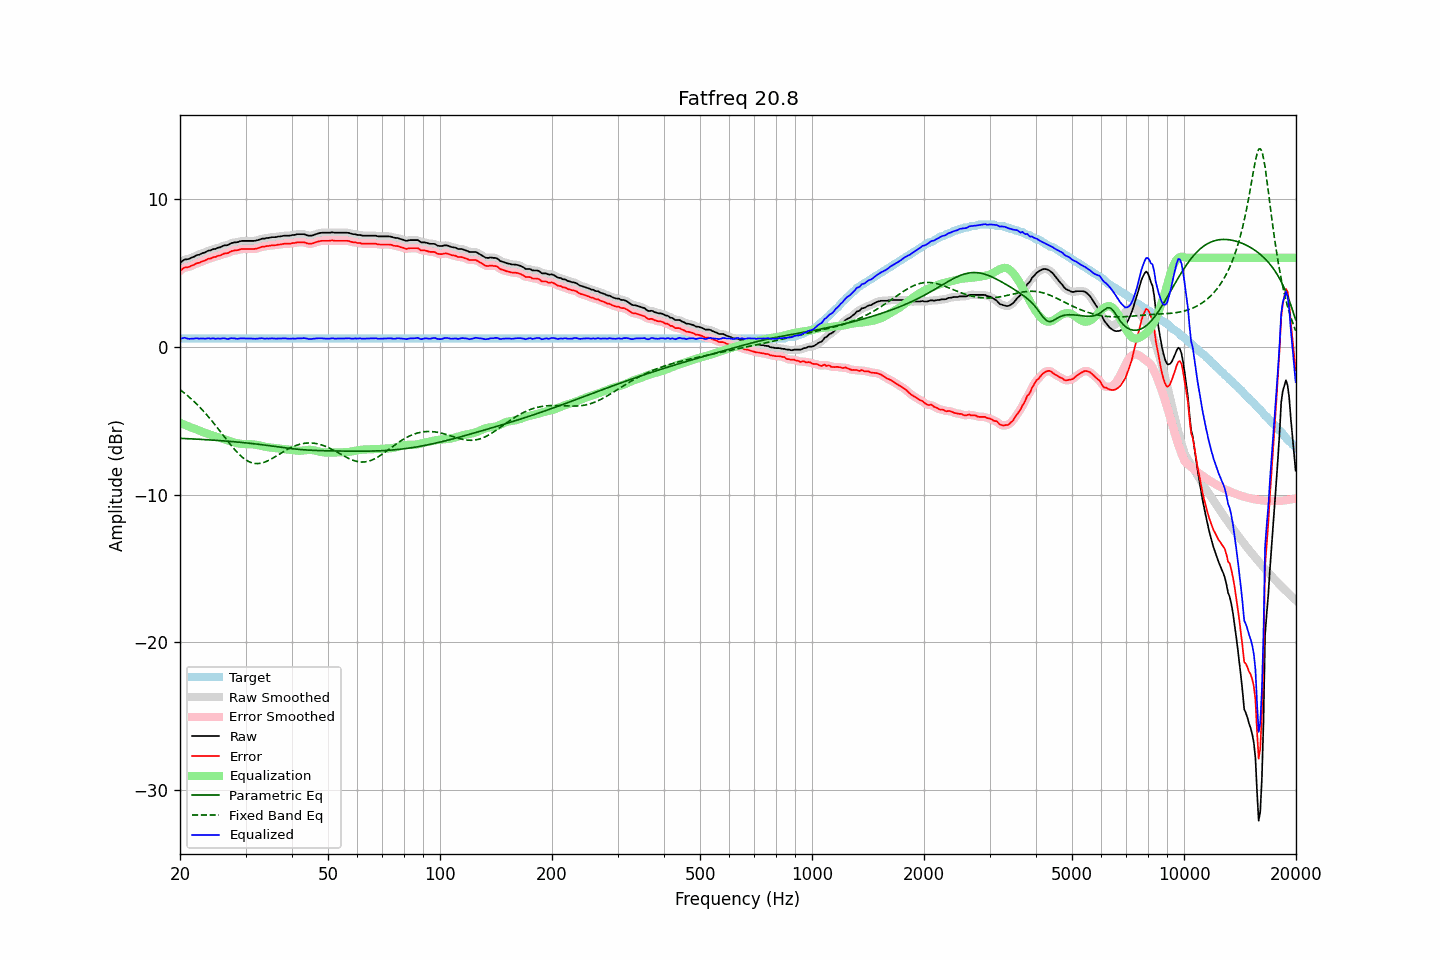 Fatfreq 20.8
10
0
−10
−20
−30
Amplitude (dBr)
Target
Raw Smoothed
Error Smoothed
Raw
Error
Equalization
Parametric Eq
Fixed Band Eq
Equalized
20 50 100 200 500 1000 2000 5000 10000 20000
Frequency (Hz)